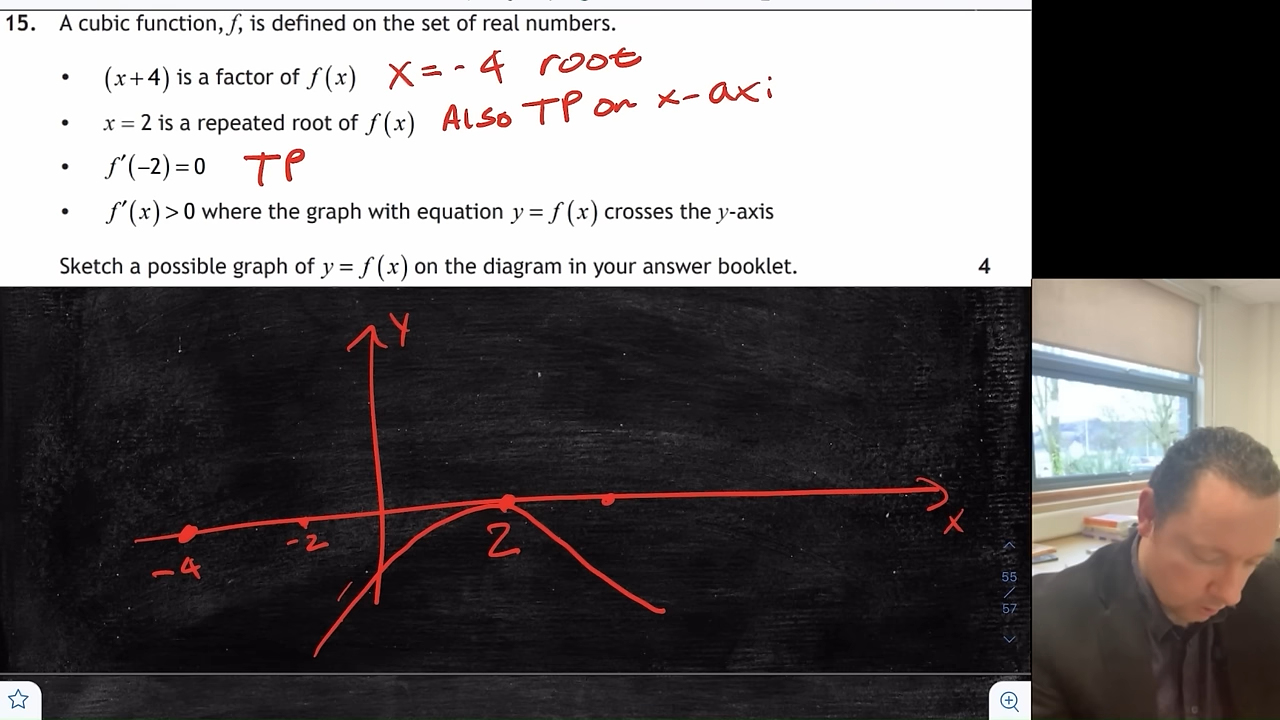 15. A cubic function, f, is defined on the set of real numbers.
• (x+4) is a factor of f(x) x = -4 root
• x = 2 is a repeated root of f(x) Also TP on x-axi
• f′(−2) = 0 TP
• f′(x) > 0 where the graph with equation y = f(x) crosses the y-axis
Sketch a possible graph of y = f(x) on the diagram in your answer booklet. 4
Y
-4
-2
2
X
55
/
57